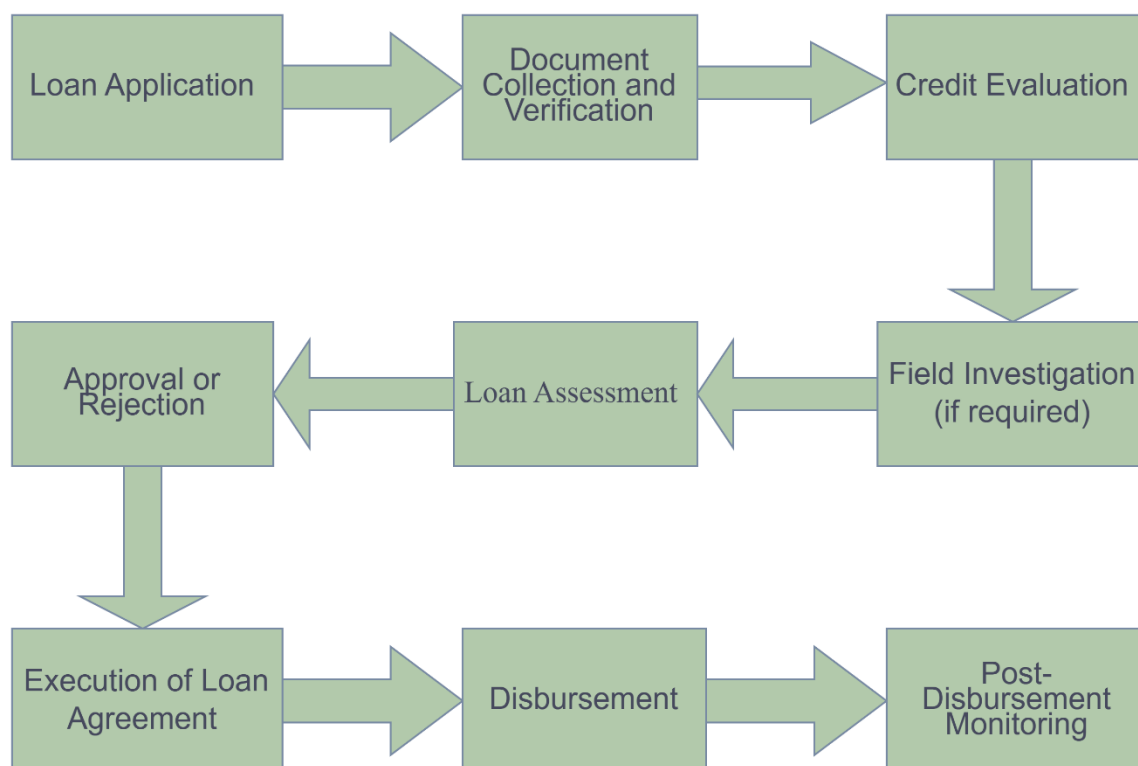 Loan Application
Document
Collection and
Verification
Credit Evaluation
Field Investigation
(if required)
Loan Assessment
Approval or
Rejection
Execution of Loan
Agreement
Disbursement
Post-
Disbursement
Monitoring